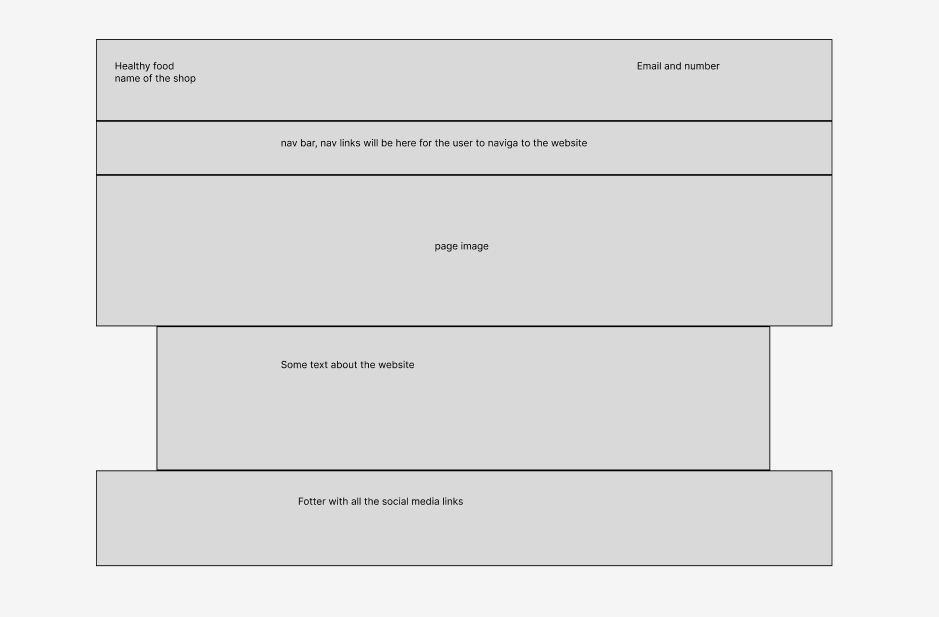 Healthy food
name of the shop
Email and number
nav bar, nav links will be here for the user to naviga to the website
page image
Some text about the website
Fotter with all the social media links